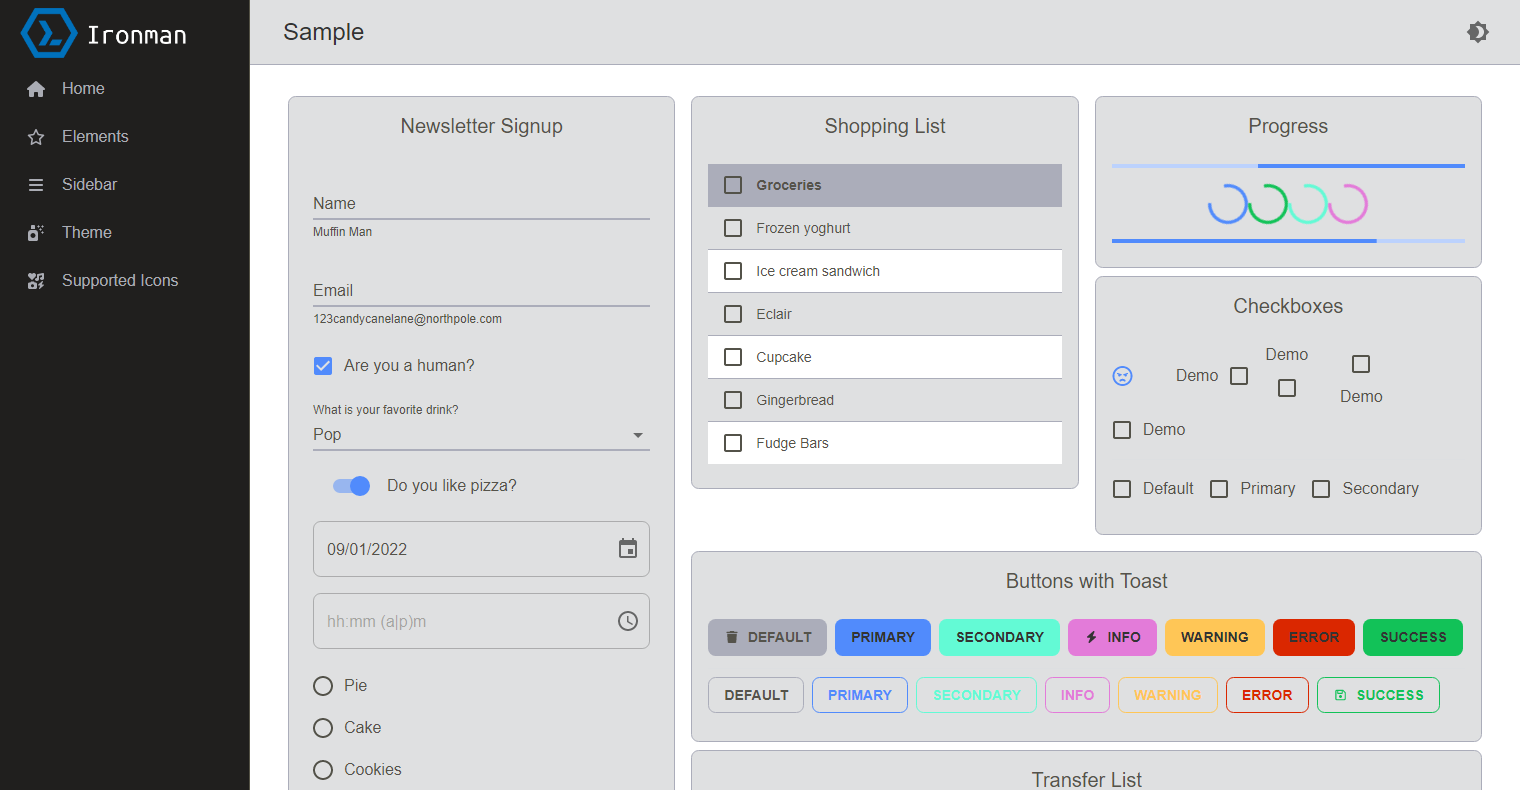 Ironman
Home
Elements
Sidebar
Theme
Supported Icons
Sample
Newsletter Signup
Name
Muffin Man
Email
123candycanelane@northpole.com
Are you a human?
What is your favorite drink?
Pop
Do you like pizza?
09/01/2022
hh:mm (a|p)m
Pie
Cake
Cookies
Shopping List
Groceries
Frozen yoghurt
Ice cream sandwich
Eclair
Cupcake
Gingerbread
Fudge Bars
Progress
Checkboxes
Demo
Demo
Demo
Demo
Default Primary Secondary
Buttons with Toast
DEFAULT PRIMARY SECONDARY INFO WARNING ERROR SUCCESS
DEFAULT PRIMARY SECONDARY INFO WARNING ERROR SUCCESS
Transfer List